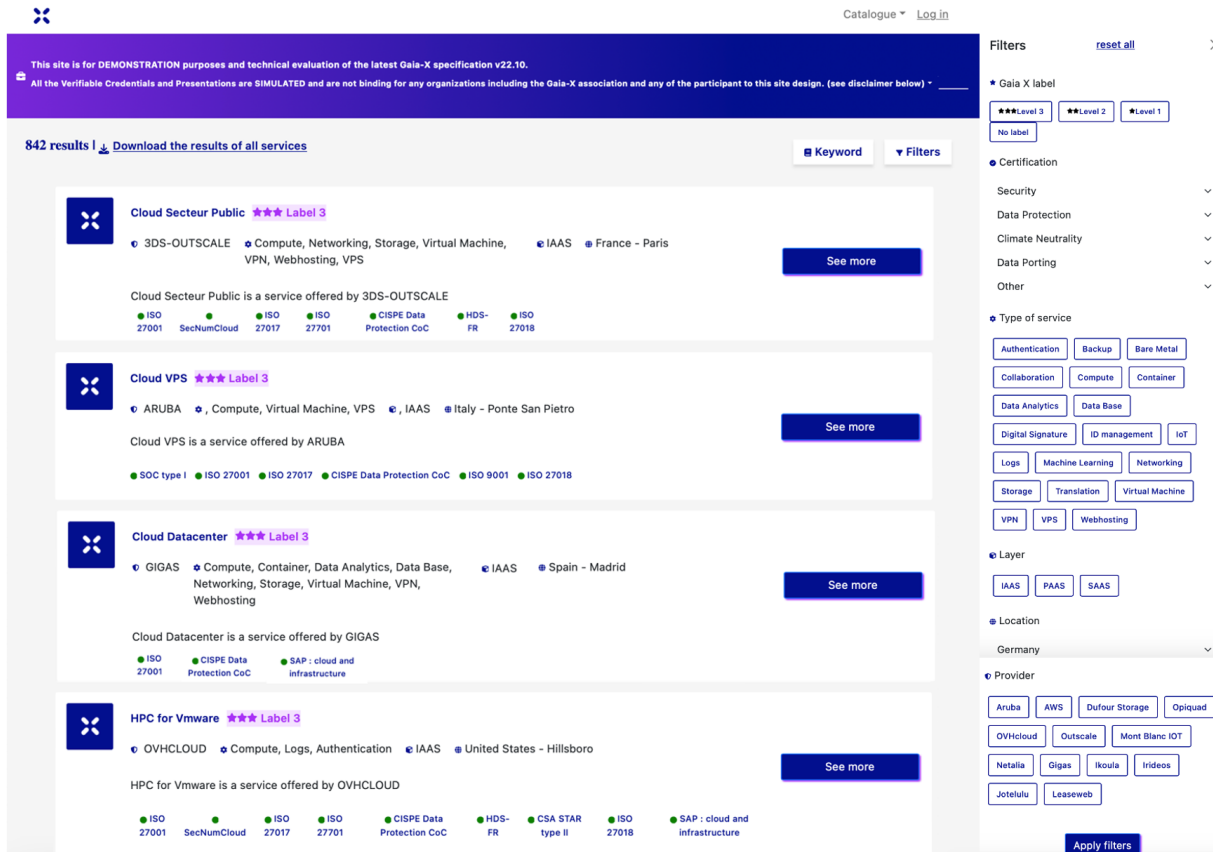 Catalogue Log in
This site is for DEMONSTRATION purposes and technical evaluation of the latest Gaia-X specification v22.10.
All the Verifiable Credentials and Presentations are SIMULATED and are not binding for any organizations including the Gaia-X association and any of the participant to this site design. (see disclaimer below)
842 results | Download the results of all services
Keyword
Filters
Cloud Secteur Public ★★★ Label 3
3DS-OUTSCALE Compute, Networking, Storage, Virtual Machine, IAAS France - Paris
VPN, Webhosting, VPS
See more
Cloud Secteur Public is a service offered by 3DS-OUTSCALE
ISO 27001 SecNumCloud ISO 27017 ISO 27701 CISPE Data Protection CoC HDS-FR ISO 27018
Cloud VPS ★★★ Label 3
ARUBA , Compute, Virtual Machine, VPS , IAAS Italy - Ponte San Pietro
See more
Cloud VPS is a service offered by ARUBA
SOC type I ISO 27001 ISO 27017 CISPE Data Protection CoC ISO 9001 ISO 27018
Cloud Datacenter ★★★ Label 3
GIGAS Compute, Container, Data Analytics, Data Base, IAAS Spain - Madrid
Networking, Storage, Virtual Machine, VPN,
Webhosting
See more
Cloud Datacenter is a service offered by GIGAS
ISO 27001 CISPE Data Protection CoC SAP : cloud and infrastructure
HPC for Vmware ★★★ Label 3
OVHCLOUD Compute, Logs, Authentication IAAS United States - Hillsboro
See more
HPC for Vmware is a service offered by OVHCLOUD
ISO 27001 SecNumCloud ISO 27017 ISO 27701 CISPE Data Protection CoC HDS-FR CSA STAR type II ISO 27018 SAP : cloud and infrastructure
Filters reset all
Gaia X label
★★★Level 3 ★★Level 2 ★Level 1
No label
Certification
Security
Data Protection
Climate Neutrality
Data Porting
Other
Type of service
Authentication Backup Bare Metal
Collaboration Compute Container
Data Analytics Data Base
Digital Signature ID management IoT
Logs Machine Learning Networking
Storage Translation Virtual Machine
VPN VPS Webhosting
Layer
IAAS PAAS SAAS
Location
Germany
Provider
Aruba AWS Dufour Storage Opiquad
OVHcloud Outscale Mont Blanc IOT
Netalia Gigas Ikoula Irideos
Jotelulu Leaseweb
Apply filters